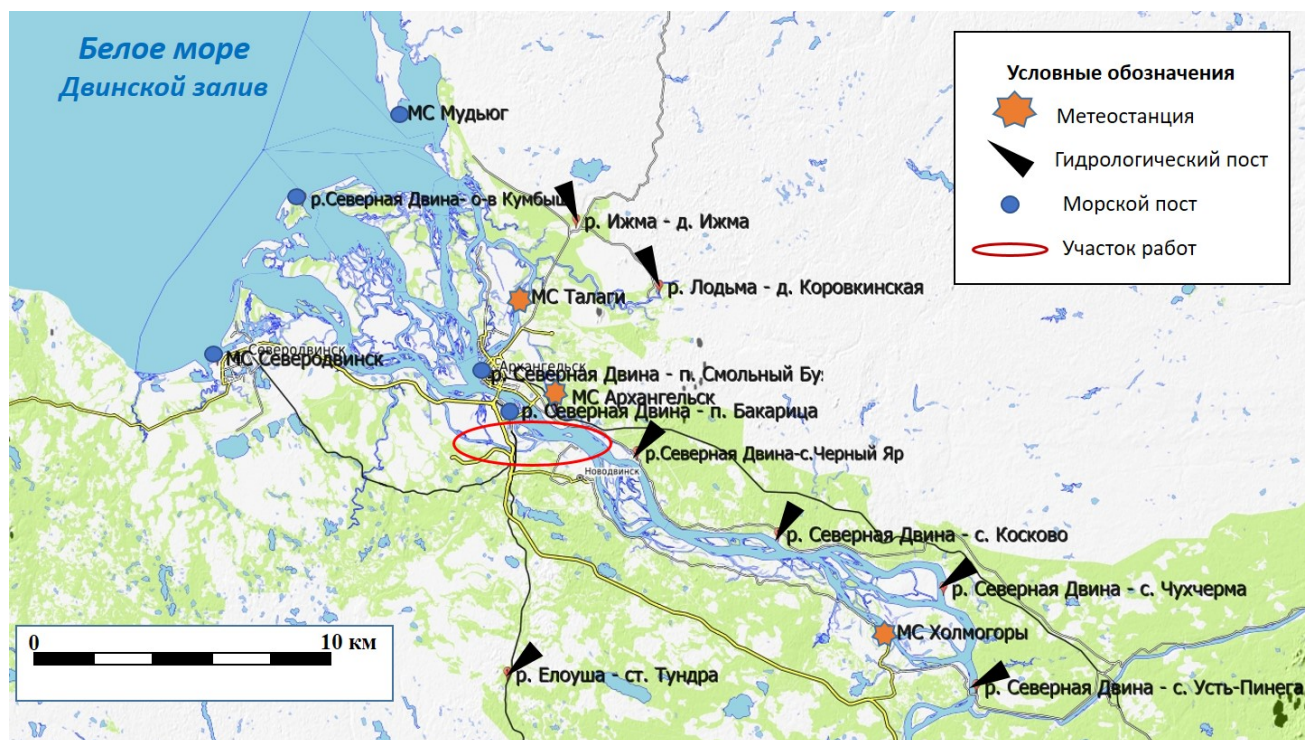 Белое море
Двинской залив
МС Мудьюг
р.Северная Двина- о-в Кумбыш
р. Ижма - д. Ижма
р. Лодьма - д. Коровкинская
МС Талаги
Северодвинск
МС Северодвинск
Архангельск
р. Северная Двина - п. Смольный Бу
МС Архангельск
р. Северная Двина - п. Бакарица
р.Северная Двина-с.Черный Яр
Новодвинск
р. Северная Двина - с. Косково
р. Северная Двина - с. Чухчерма
МС Холмогоры
р. Елоуша - ст. Тундра
р. Северная Двина - с. Усть-Пинега
Условные обозначения
Метеостанция
Гидрологический пост
Морской пост
Участок работ
0 10 км